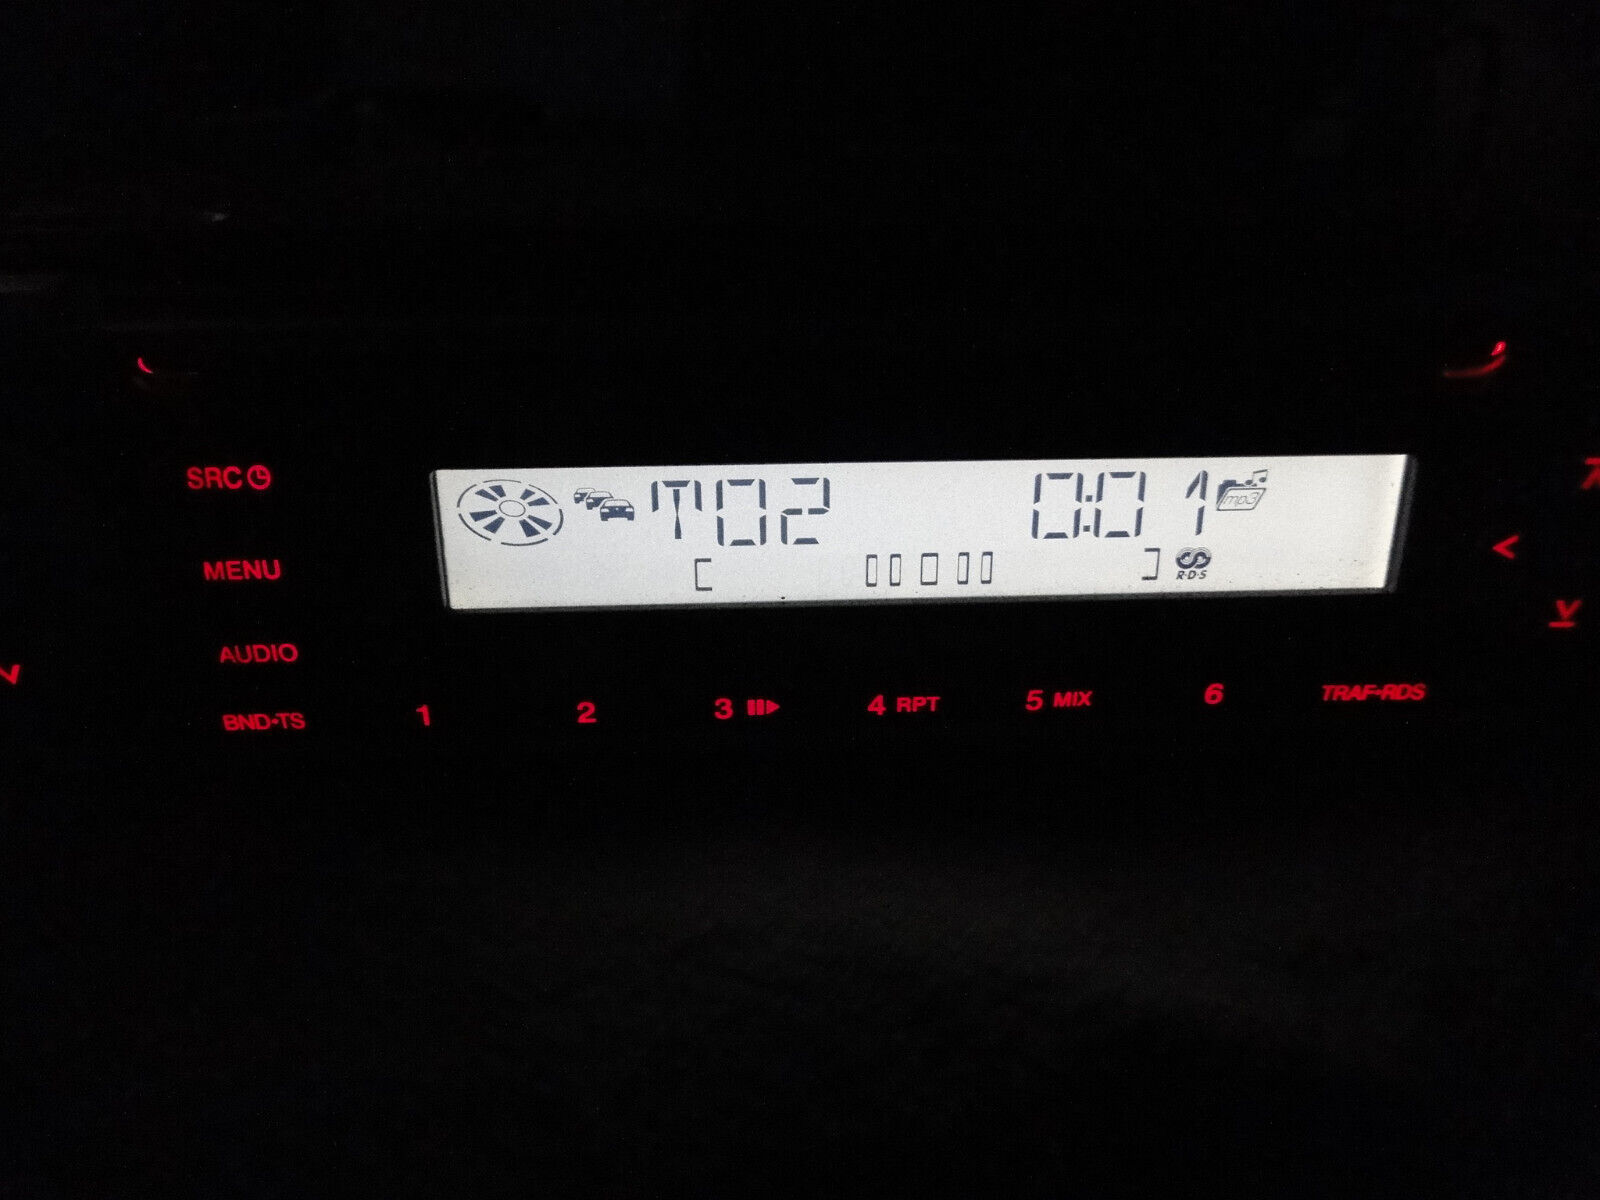 SRC
T02 0:01 mp3
R·D·S
MENU
AUDIO
BND·TS 1 2 3 4 RPT 5 MIX 6 TRAF·RDS